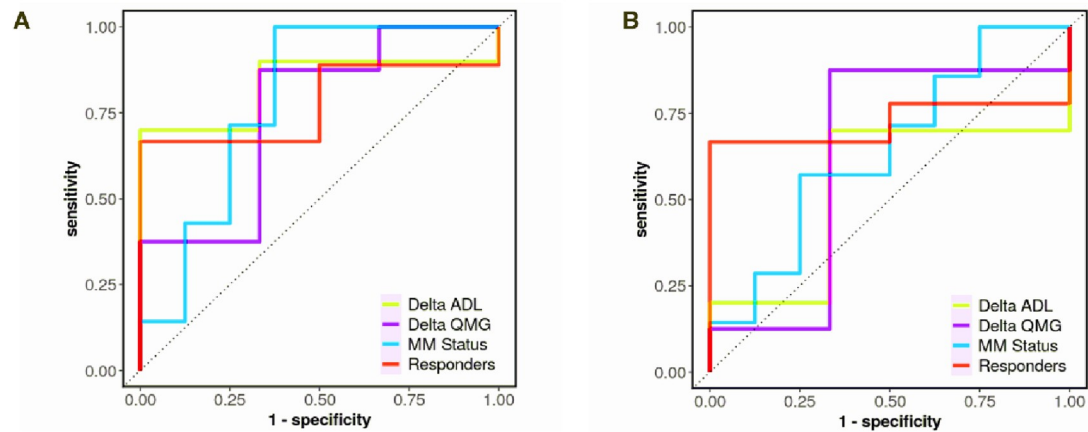 A
sensitivity
1.00
0.75
0.50
0.25
0.00
Delta ADL
Delta QMG
MM Status
Responders
0.00 0.25 0.50 0.75 1.00
1 - specificity
B
sensitivity
1.00
0.75
0.50
0.25
0.00
Delta ADL
Delta QMG
MM Status
Responders
0.00 0.25 0.50 0.75 1.00
1 - specificity